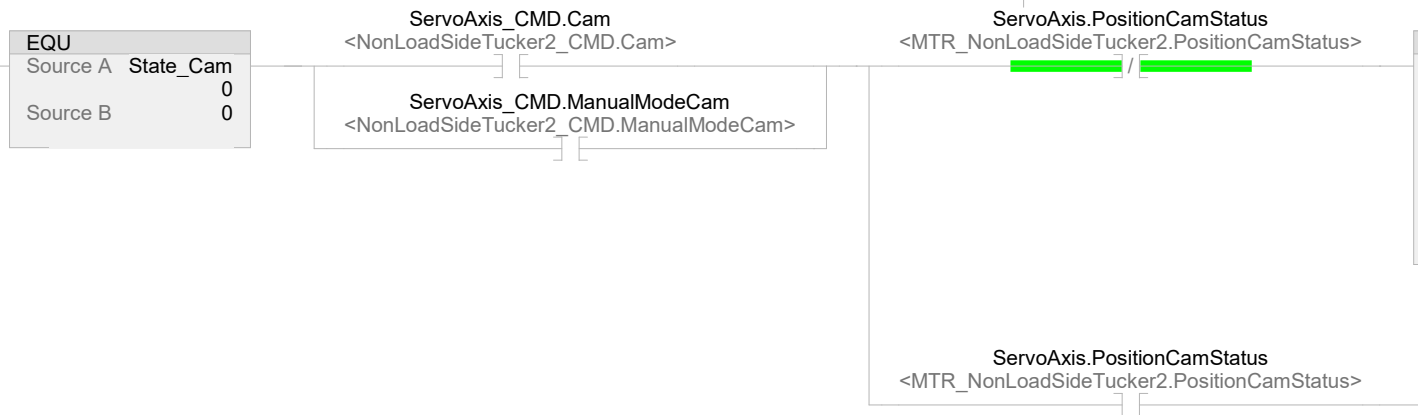 ServoAxis_CMD.Cam
<NonLoadSideTucker2_CMD.Cam>
ServoAxis.PositionCamStatus
<MTR_NonLoadSideTucker2.PositionCamStatus>
EQU
Source A State_Cam
0
Source B 0
/
ServoAxis_CMD.ManualModeCam
<NonLoadSideTucker2_CMD.ManualModeCam>
ServoAxis.PositionCamStatus
<MTR_NonLoadSideTucker2.PositionCamStatus>